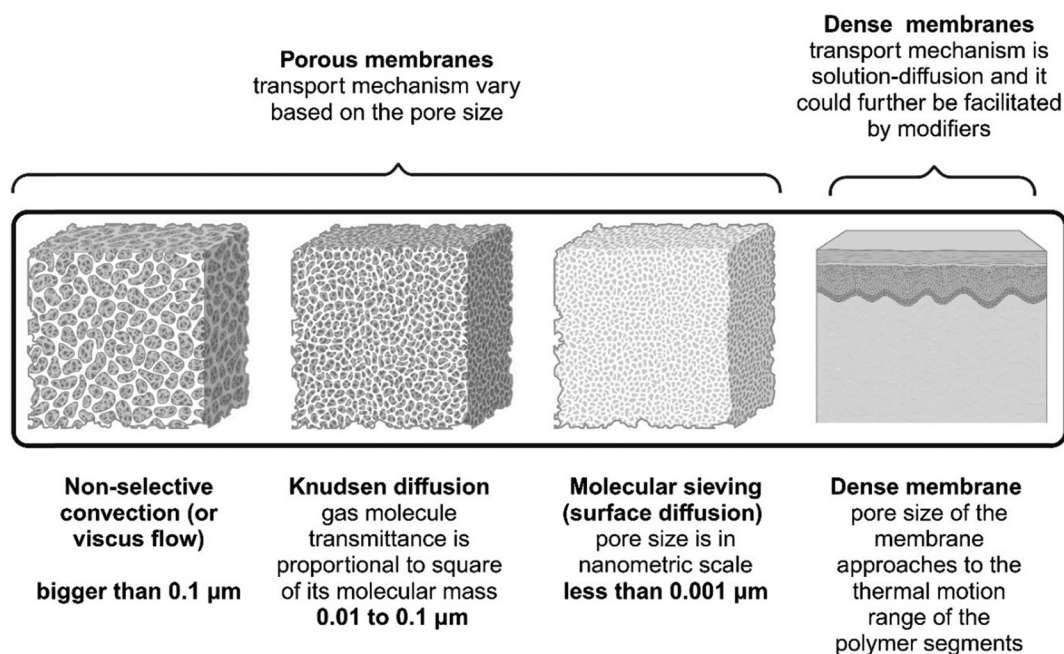 Porous membranes
transport mechanism vary
based on the pore size
Dense membranes
transport mechanism is
solution-diffusion and it
could further be facilitated
by modifiers
Non-selective
convection (or
viscus flow)
bigger than 0.1 µm
Knudsen diffusion
gas molecule
transmittance is
proportional to square
of its molecular mass
0.01 to 0.1 µm
Molecular sieving
(surface diffusion)
pore size is in
nanometric scale
less than 0.001 µm
Dense membrane
pore size of the
membrane
approaches to the
thermal motion
range of the
polymer segments